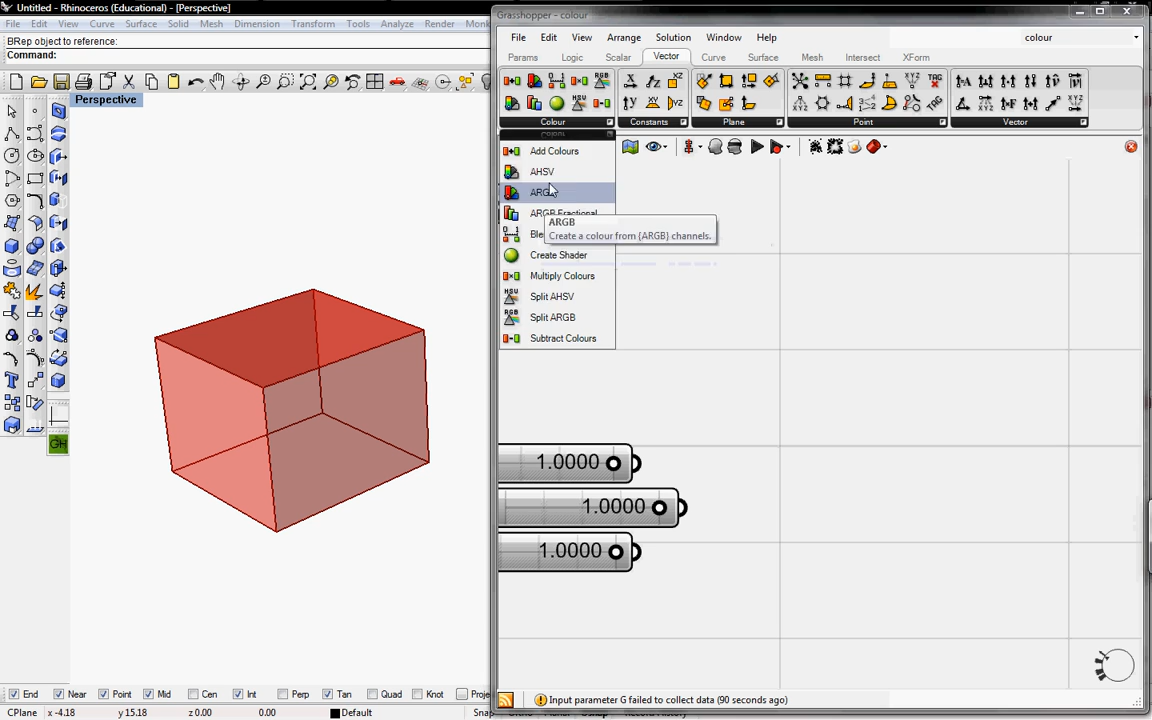 Untitled - Rhinoceros (Educational) - [Perspective]
File Edit View Curve Surface Solid Mesh Dimension Transform Tools Analyze Render
BRep object to reference:
Command:
Perspective
Grasshopper - colour
File Edit View Arrange Solution Window Help colour
Params Logic Scalar Vector Curve Surface Mesh Intersect XForm
Colour Constants Plane Point Vector
Add Colours
AHSV
ARGB
ARGB Fractional
ARGB
Create a colour from {ARGB} channels.
Create Shader
Multiply Colours
Split AHSV
Split ARGB
Subtract Colours
1.0000
1.0000
1.0000
GH
End Near Point Mid Cen Int Perp Tan Quad Knot
Input parameter G failed to collect data (90 seconds ago)
CPlane x -4.18 y 15.18 z 0.00 0.00 Default Snap